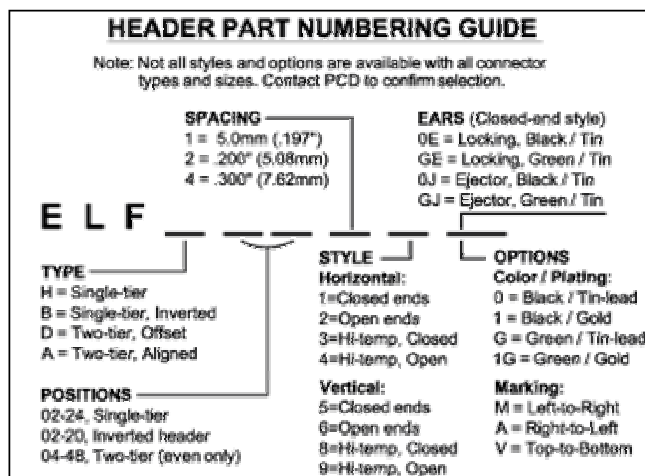 HEADER PART NUMBERING GUIDE
Note: Not all styles and options are available with all connector
types and sizes. Contact PCD to confirm selection.
SPACING
1 = 5.0mm (.197")
2 = .200" (5.08mm)
4 = .300" (7.62mm)
EARS (Closed-end style)
0E = Locking, Black / Tin
GE = Locking, Green / Tin
0J = Ejector, Black / Tin
GJ = Ejector, Green / Tin
E L F
TYPE
H = Single-tier
B = Single-tier, Inverted
D = Two-tier, Offset
A = Two-tier, Aligned
POSITIONS
02-24, Single-tier
02-20, Inverted header
04-48, Two-tier (even only)
STYLE
Horizontal:
1=Closed ends
2=Open ends
3=Hi-temp, Closed
4=Hi-temp, Open
Vertical:
5=Closed ends
6=Open ends
8=Hi-temp, Closed
9=Hi-temp, Open
OPTIONS
Color / Plating:
0 = Black / Tin-lead
1 = Black / Gold
G = Green / Tin-lead
1G = Green / Gold
Marking:
M = Left-to-Right
A = Right-to-Left
V = Top-to-Bottom